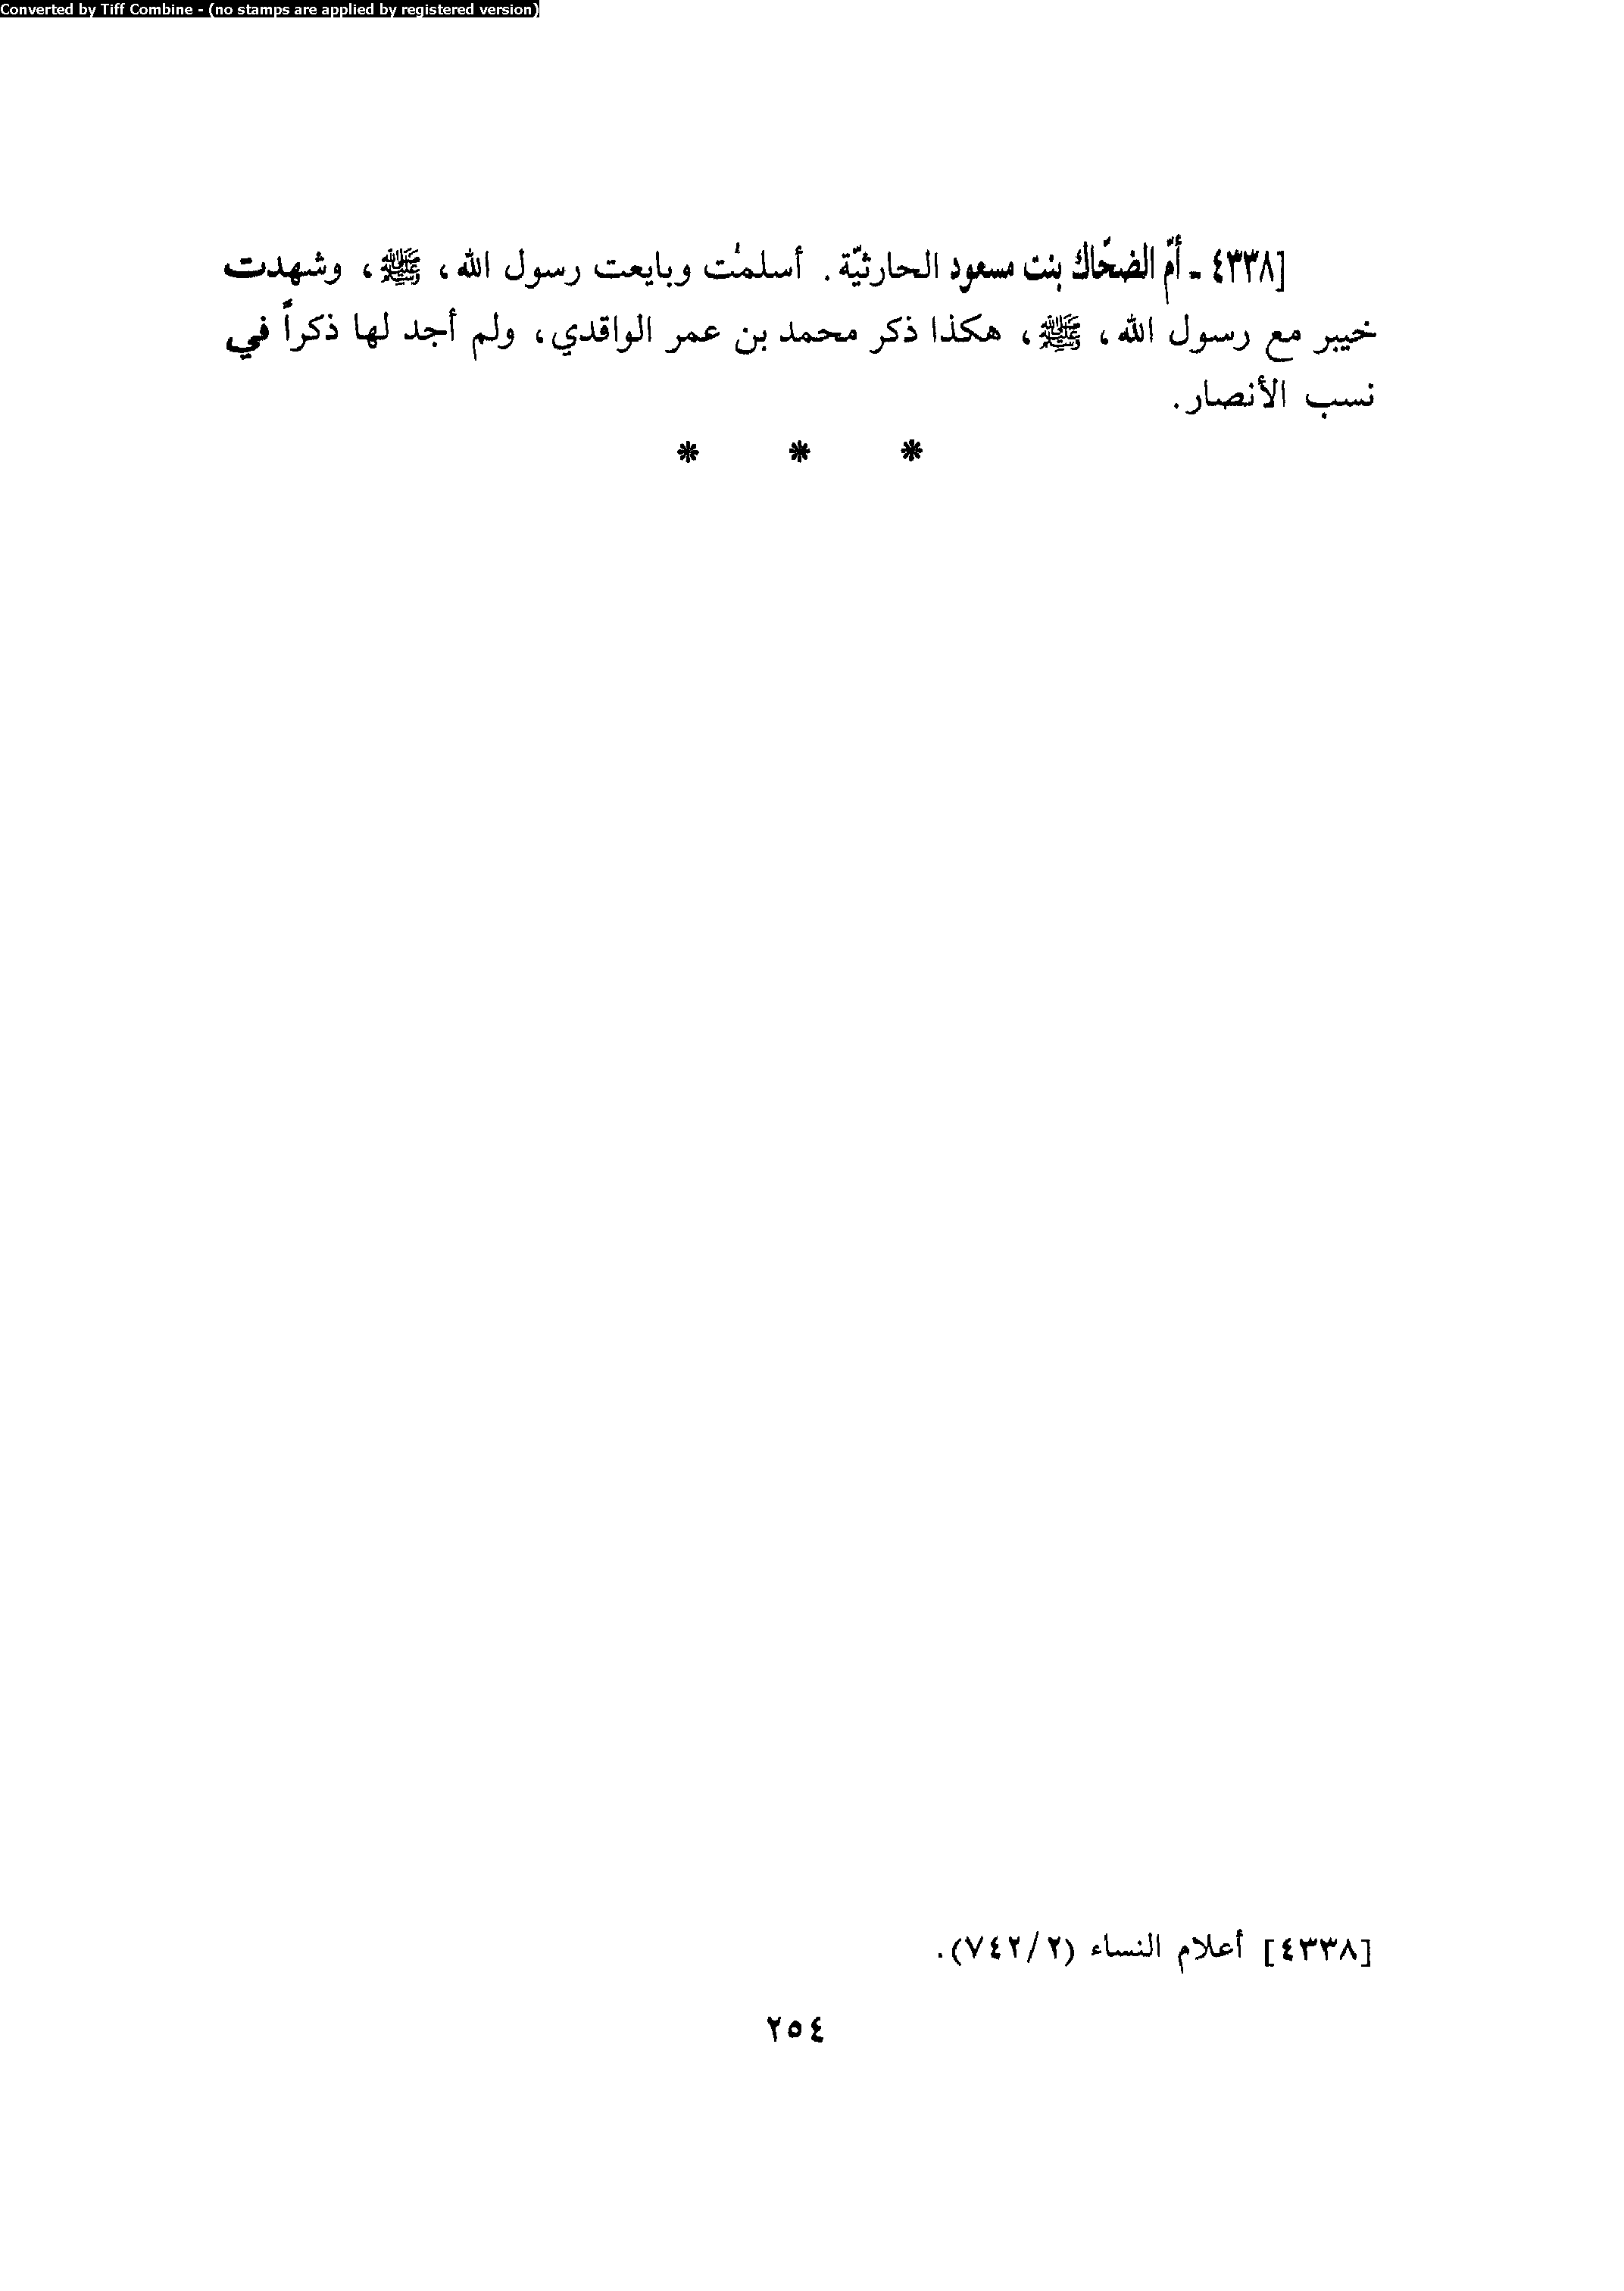 Converted by Tiff Combine - (no stamps are applied by registered version)
[٤٣٣٨ - أمّ الضحّاك بنت مسعود الحارثيّة. أسلمتْ وبايعت رسول الله، ﷺ، وشهدت
خيبر مع رسول الله، ﷺ، هكذا ذكر محمد بن عمر الواقدي، ولم أجد لها ذكراً في
نسب الأنصار.
* * *
[٤٣٣٨] أعلام النساء (٢/٧٤٢).
٢٥٤